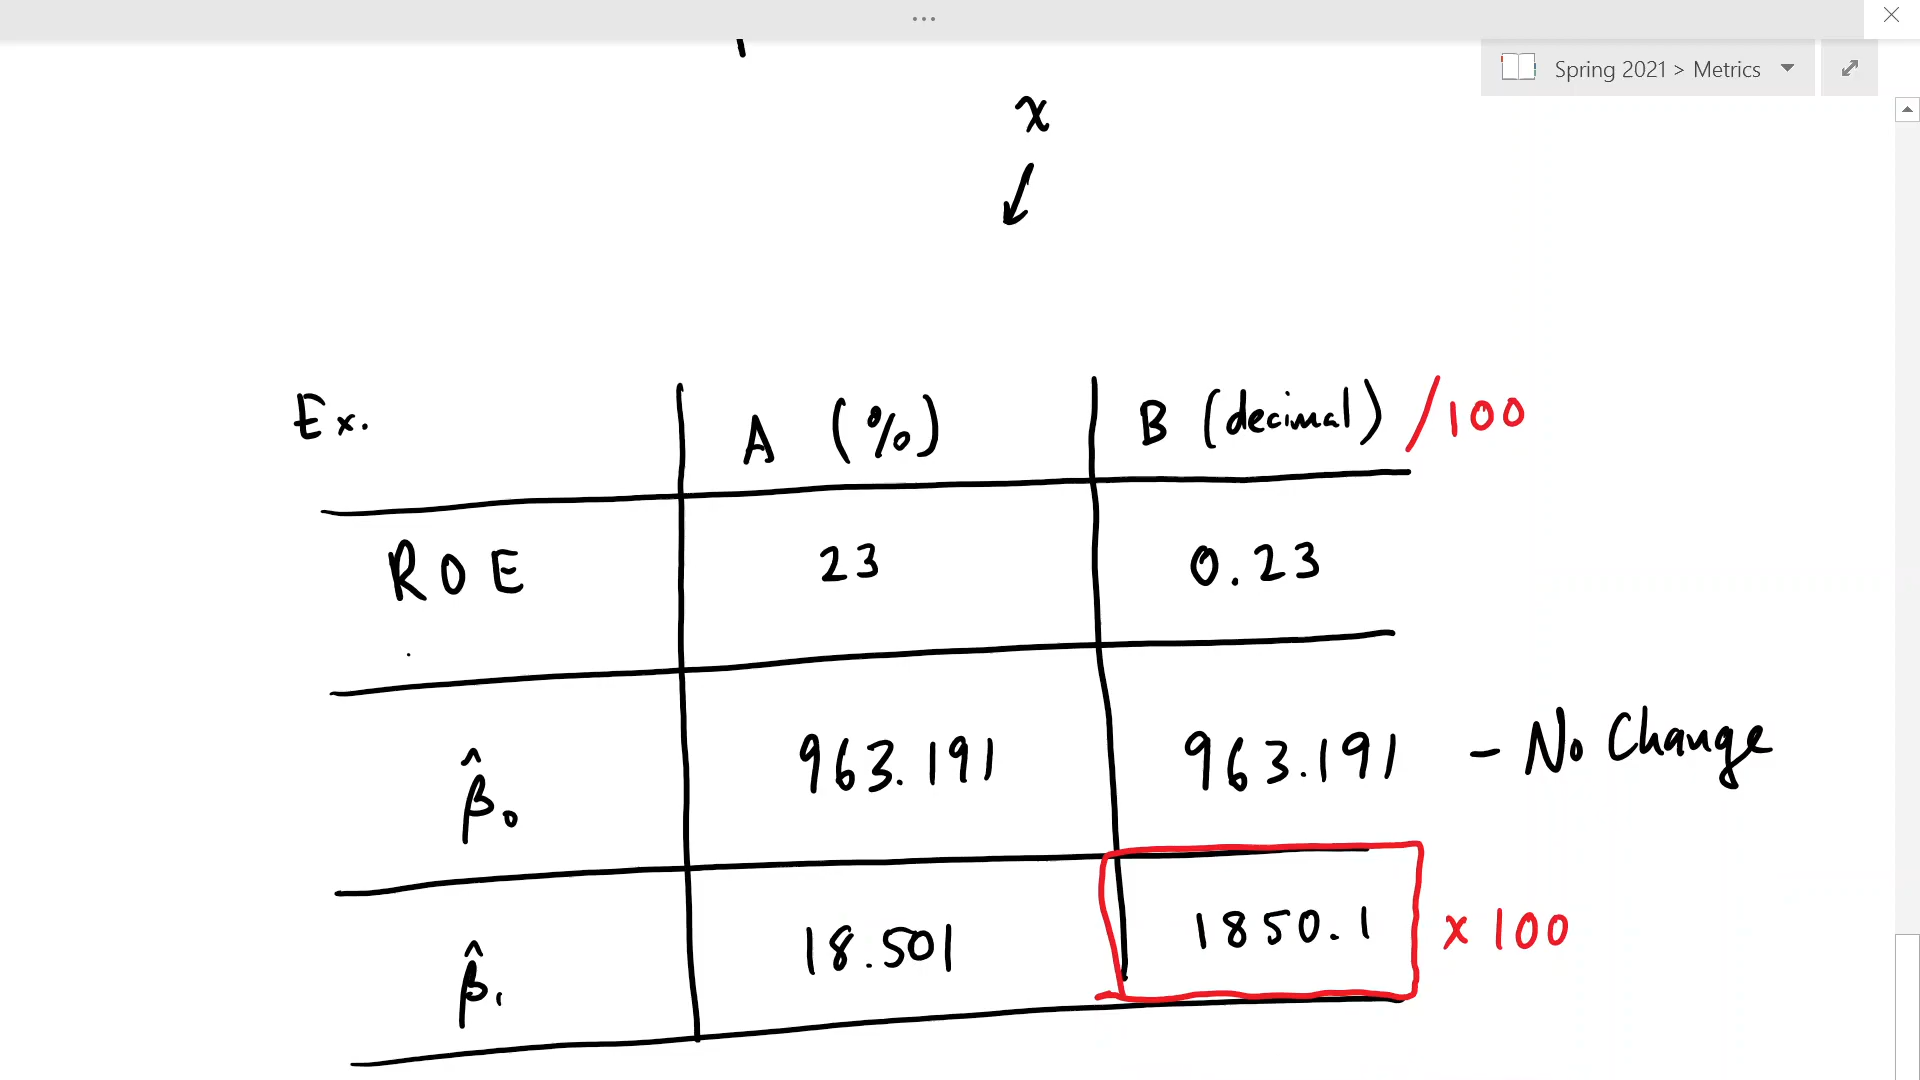 ...
Spring 2021 > Metrics
x
Ex. A (%) B (decimal) /100
ROE 23 0.23
β̂₀ 963.191 963.191 - No Change
β̂₁ 18.501 1850.1 x 100